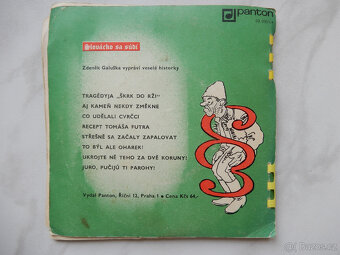 panton
Slovácko sa súdí
Zdeněk Galuška vypráví veselé historky
TRAGÉDYJA „ŠKRK DO KŽI"
AJ KAMEŇ NEKDY ZMĚKNE
CO UDĚLALI CVRČCI
RECEPT TOMÁŠA FUTRA
STŘEŠNĚ SA ZAČALY ZAPALOVAT
TO BÝL ALE OHAREK!
UKROJTE NĚ TEHO ZA DVĚ KORUNY!
JURO, PUČIJŮ TI PAROHY!
Vydal Panton, Říční 12, Praha 1 • Cena Kčs 64,-